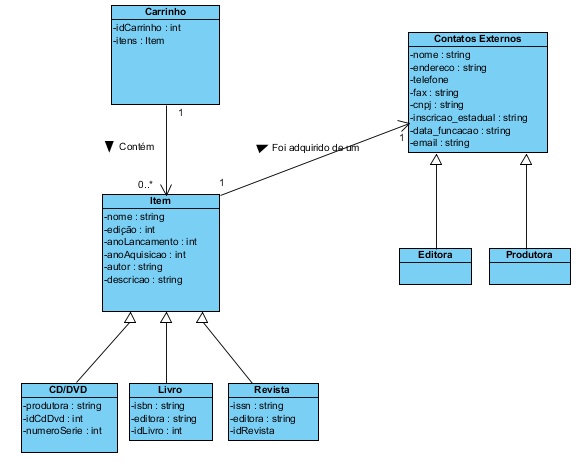 Carrinho
-idCarrinho : int
-itens : Item
Contatos Externos
-nome : string
-endereco : string
-telefone
-fax : string
-cnpj : string
-inscricao_estadual : string
-data_funcacao : string
-email : string
1
Contém
0..*
1
Foi adquirido de um
1
Item
-nome : string
-edição : int
-anoLancamento : int
-anoAquisicao : int
-autor : string
-descricao : string
Editora
Produtora
CD/DVD
-produtora : string
-idCdDvd : int
-numeroSerie : int
Livro
-isbn : string
-editora : string
-idLivro : int
Revista
-issn : string
-editora : string
-idRevista